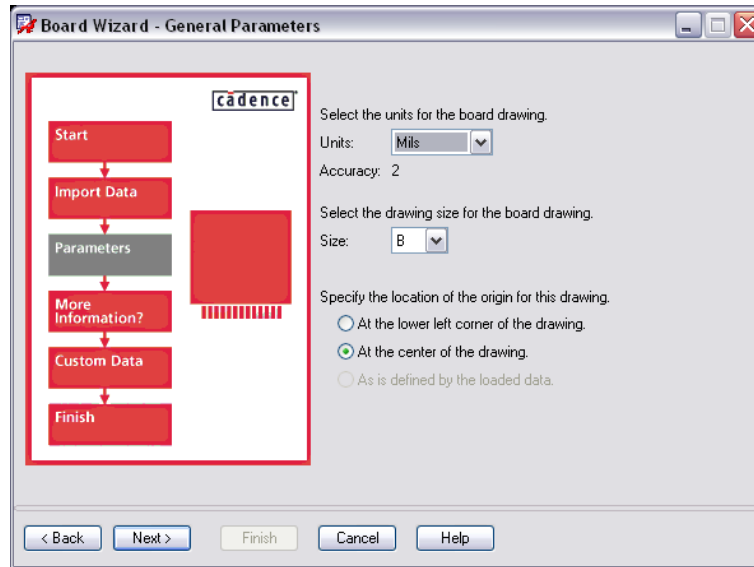 Board Wizard - General Parameters
cādence
Start
Import Data
Parameters
More
Information?
Custom Data
Finish
Select the units for the board drawing.
Units: Mils
Accuracy: 2
Select the drawing size for the board drawing.
Size: B
Specify the location of the origin for this drawing.
At the lower left corner of the drawing.
At the center of the drawing.
As is defined by the loaded data.
< Back Next > Finish Cancel Help